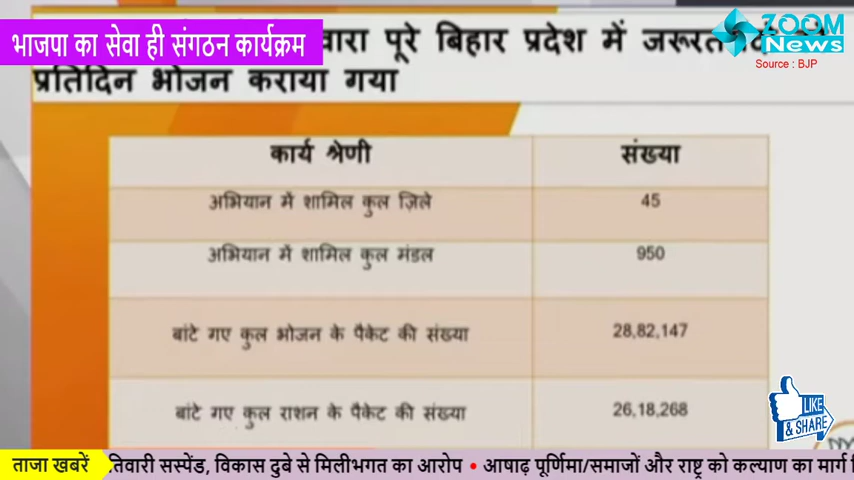 भाजपा का सेवा ही संगठन कार्यक्रम
पूरे बिहार प्रदेश में
प्रतिदिन भोजन कराया गया
ZOOM
News
Source : BJP
कार्य श्रेणी संख्या
अभियान में शामिल कुल ज़िले 45
अभियान में शामिल कुल मंडल 950
बांटे गए कुल भोजन के पैकेट की संख्या 28,82,147
बांटे गए कुल राशन के पैकेट की संख्या 26,18,268
LIKE
& SHARE
ताजा खबरें तिवारी सस्पेंड, विकास दुबे से मिलीभगत का आरोप • आषाढ़ पूर्णिमा/समाजों और राष्ट्र को कल्याण का मार्ग